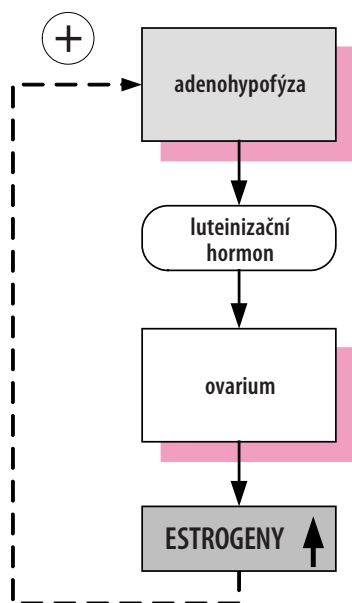 +
adenohypofýza
luteinizační
hormon
ovarium
ESTROGENY